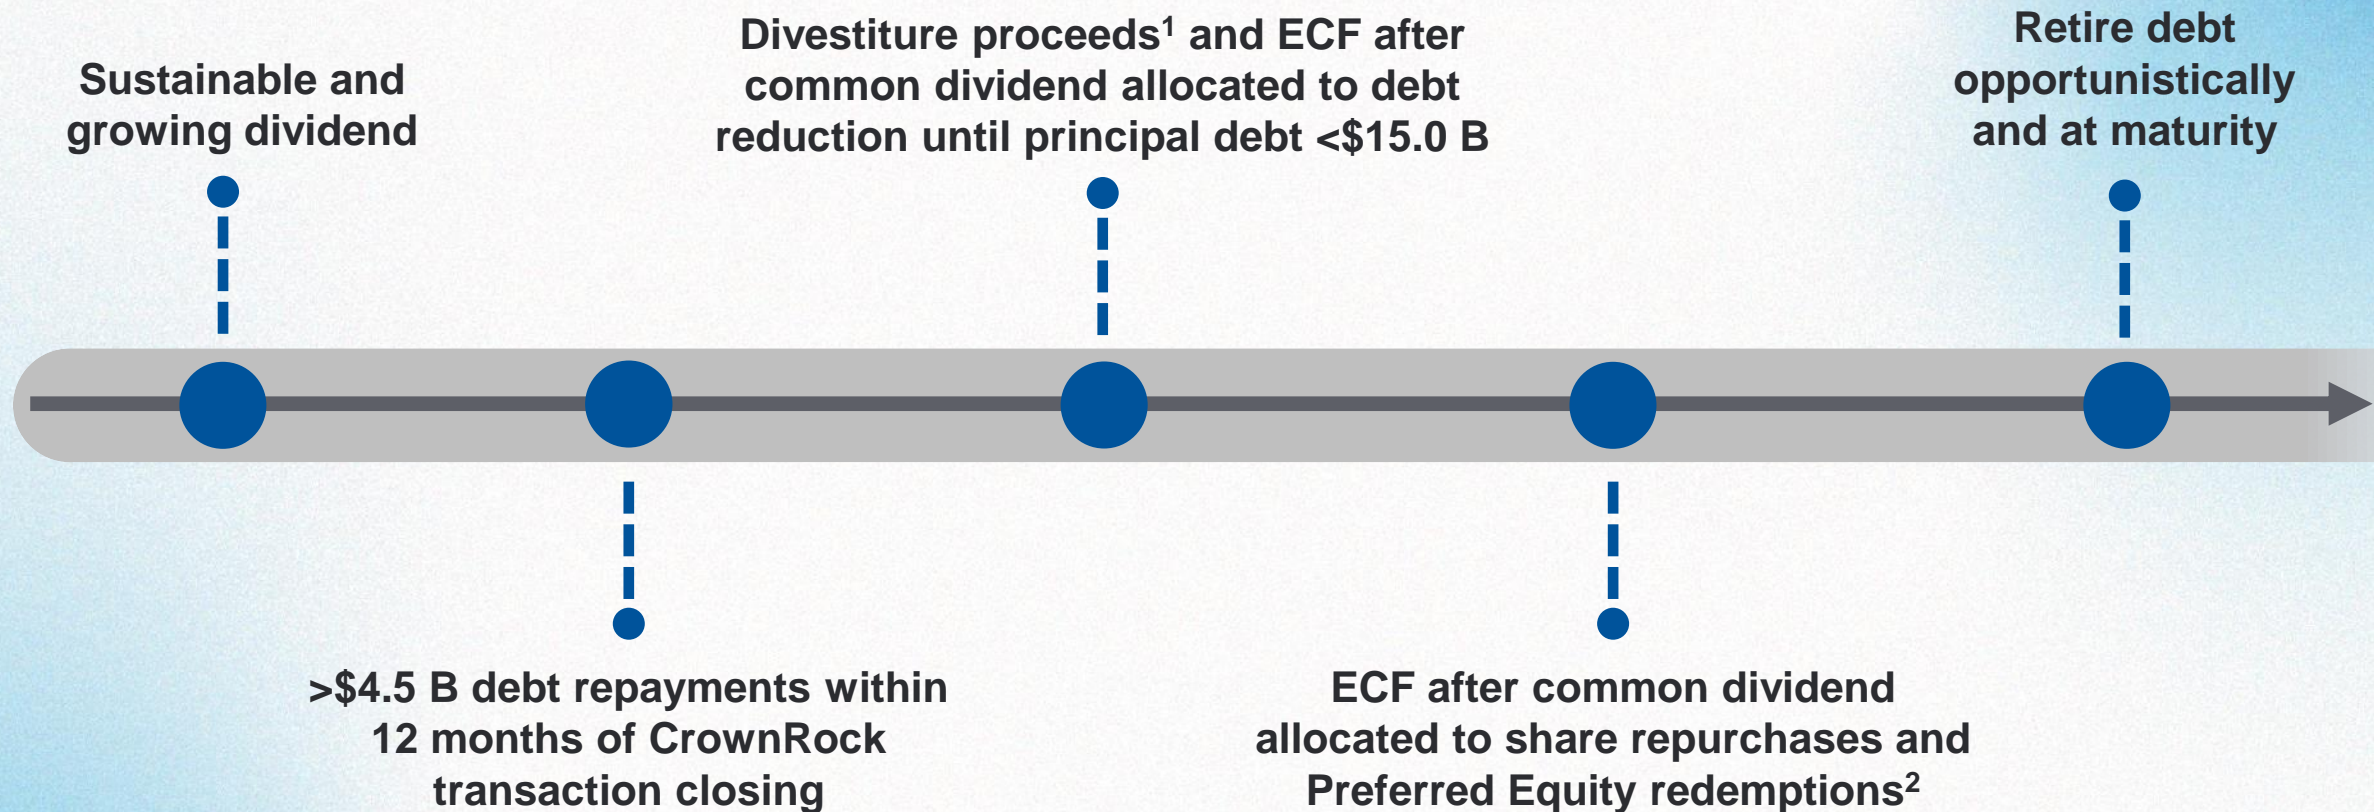 Sustainable and
growing dividend
>$4.5 B debt repayments within
12 months of CrownRock
transaction closing
Divestiture proceeds¹ and ECF after
common dividend allocated to debt
reduction until principal debt <$15.0 B
ECF after common dividend
allocated to share repurchases and
Preferred Equity redemptions²
Retire debt
opportunistically
and at maturity